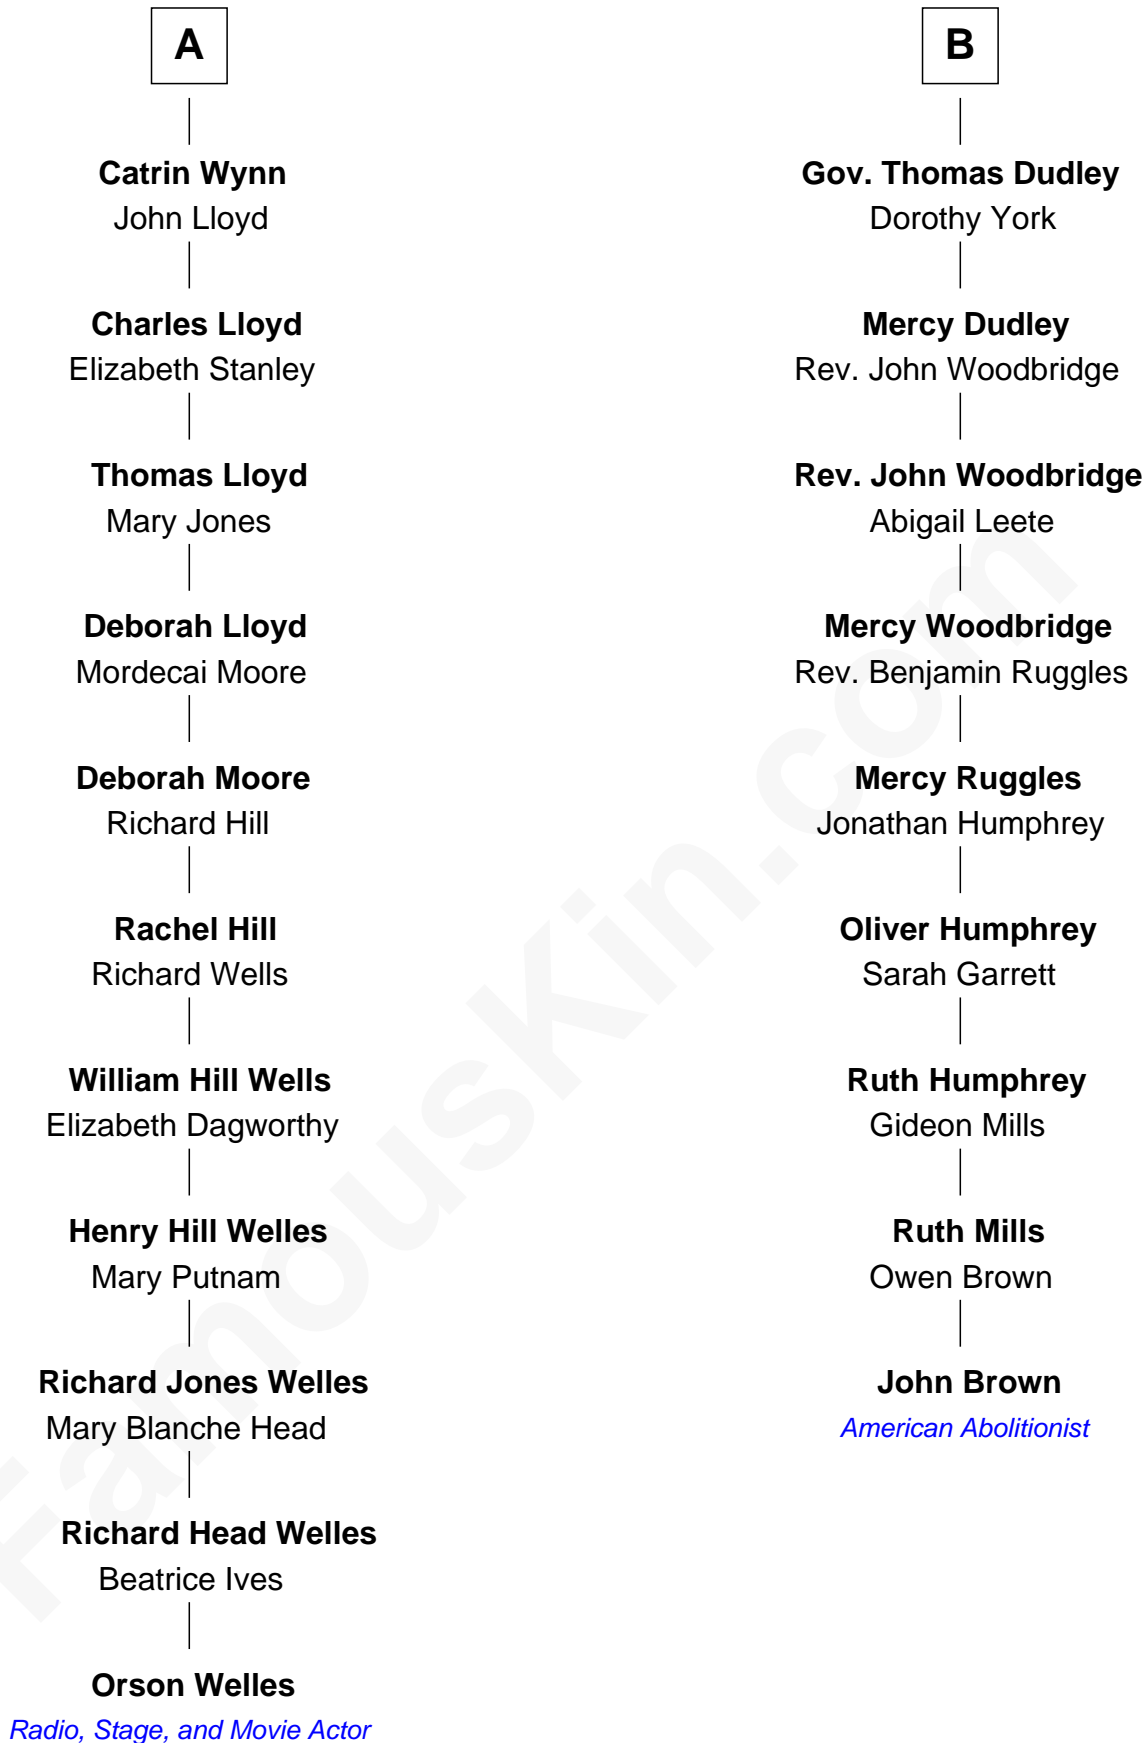 A
Catrin Wynn
John Lloyd
Charles Lloyd
Elizabeth Stanley
Thomas Lloyd
Mary Jones
Deborah Lloyd
Mordecai Moore
Deborah Moore
Richard Hill
Rachel Hill
Richard Wells
William Hill Wells
Elizabeth Dagworthy
Henry Hill Welles
Mary Putnam
Richard Jones Welles
Mary Blanche Head
Richard Head Welles
Beatrice Ives
Orson Welles
Radio, Stage, and Movie Actor
B
Gov. Thomas Dudley
Dorothy York
Mercy Dudley
Rev. John Woodbridge
Rev. John Woodbridge
Abigail Leete
Mercy Woodbridge
Rev. Benjamin Ruggles
Mercy Ruggles
Jonathan Humphrey
Oliver Humphrey
Sarah Garrett
Ruth Humphrey
Gideon Mills
Ruth Mills
Owen Brown
John Brown
American Abolitionist
FamousKin.com